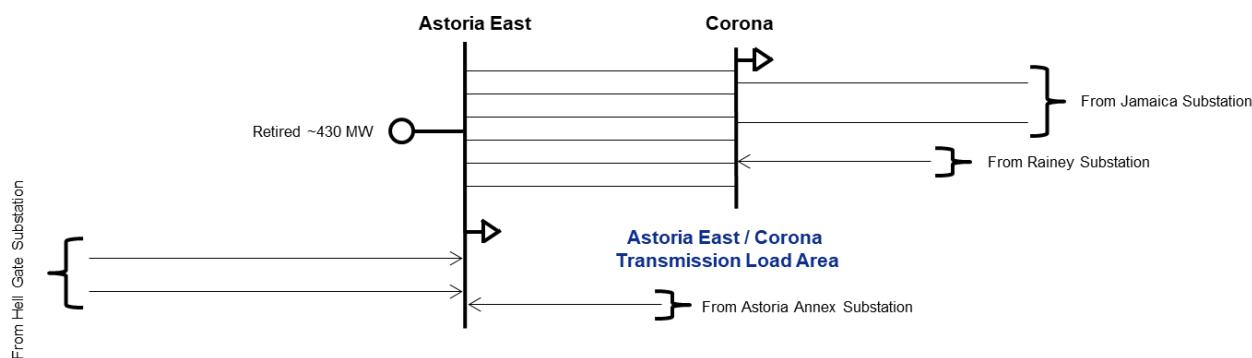 Astoria East
Corona
From Jamaica Substation
Retired ~430 MW
From Rainey Substation
From Hell Gate Substation
Astoria East / Corona
Transmission Load Area
From Astoria Annex Substation